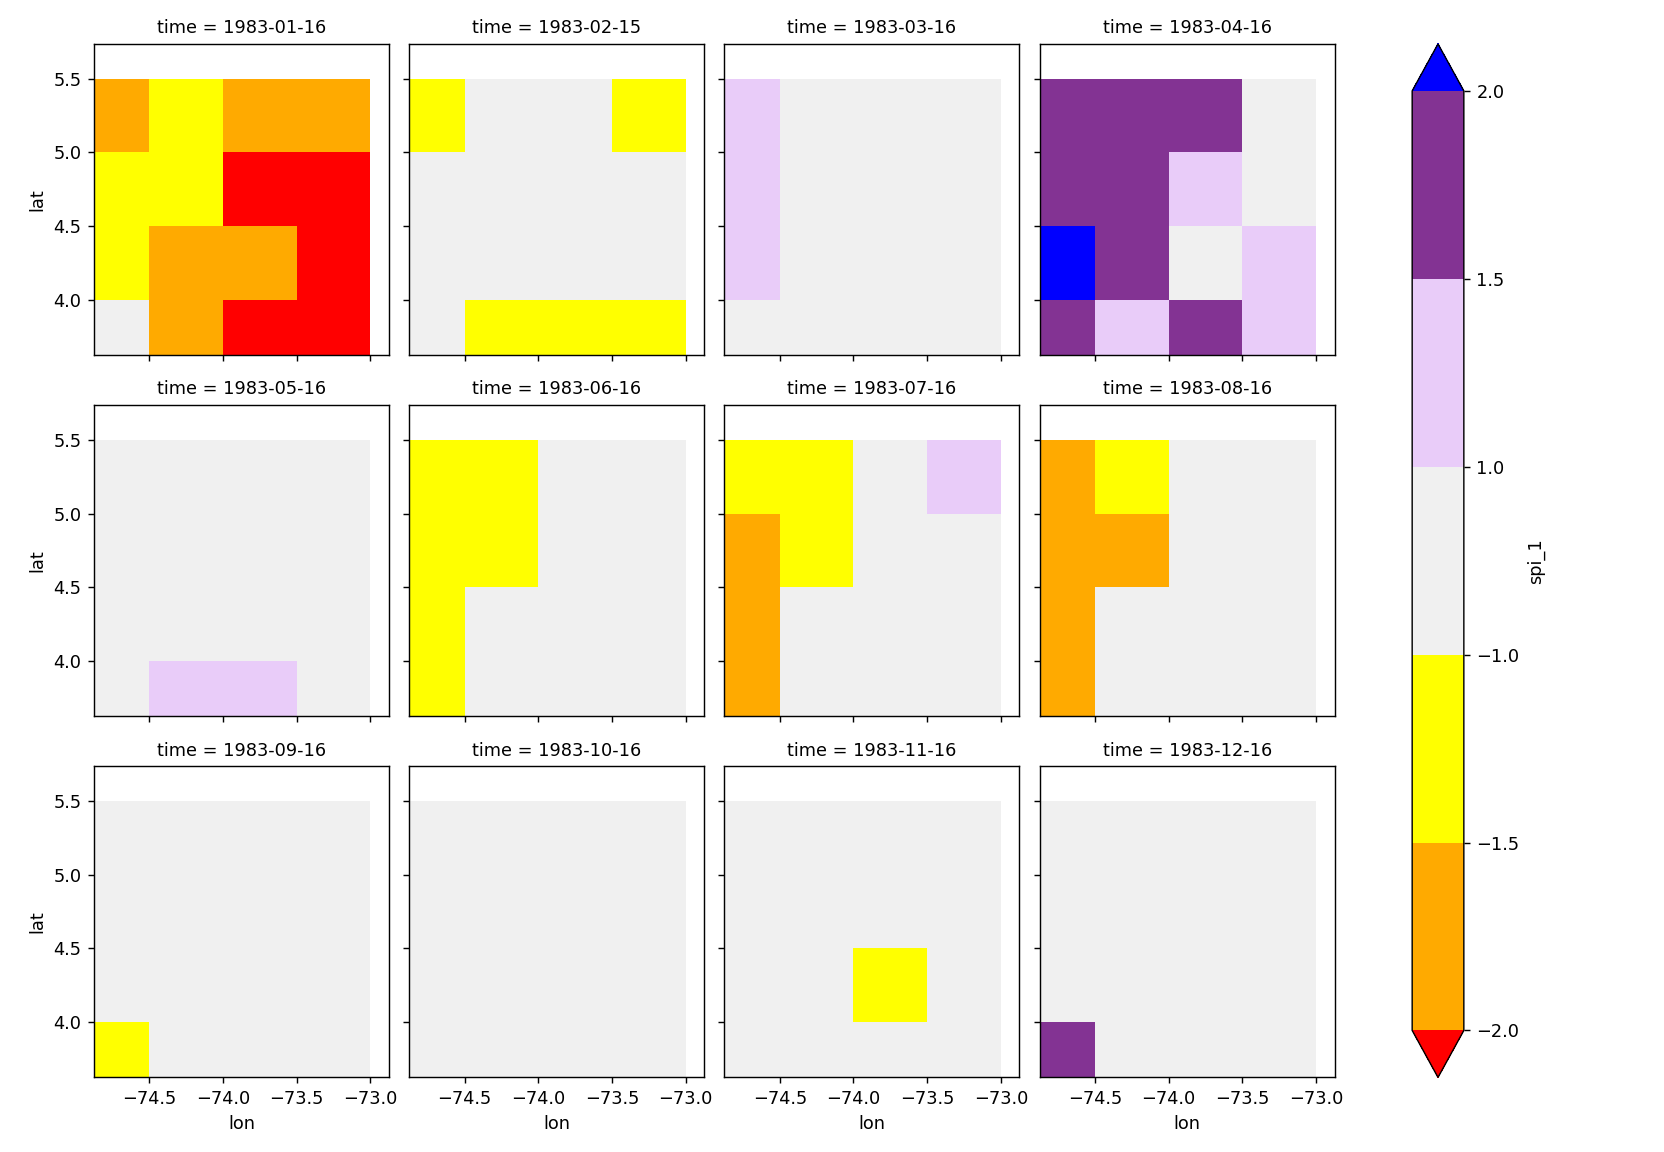 time = 1983-01-16
time = 1983-02-15
time = 1983-03-16
time = 1983-04-16
5.5
5.0
4.5
4.0
lat
time = 1983-05-16
time = 1983-06-16
time = 1983-07-16
time = 1983-08-16
5.5
5.0
4.5
4.0
lat
time = 1983-09-16
time = 1983-10-16
time = 1983-11-16
time = 1983-12-16
5.5
5.0
4.5
4.0
lat
−74.5 −74.0 −73.5 −73.0
lon
−74.5 −74.0 −73.5 −73.0
lon
−74.5 −74.0 −73.5 −73.0
lon
−74.5 −74.0 −73.5 −73.0
lon
2.0
1.5
1.0
−1.0
−1.5
−2.0
spi_1